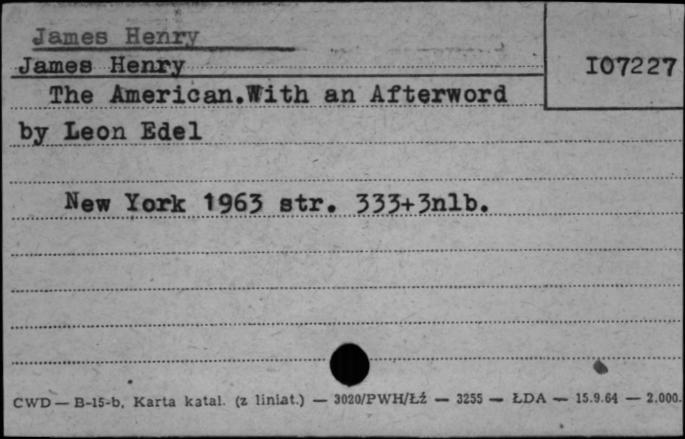 James Henry
James Henry
I07227
The American.With an Afterword
by Leon Edel
New York 1963 str. 333+3nlb.
CWD — B-15-b, Karta katal. (z liniat.) — 3020/PWH/Łź — 3255 — ŁDA — 15.9.64 — 2.000.